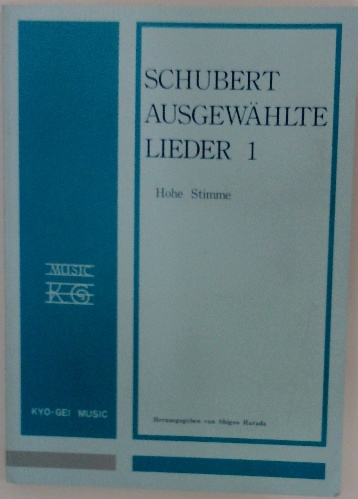 SCHUBERT
AUSGEWÄHLTE
LIEDER 1
Hohe Stimme
MUSIC
KG
KYO-GEI MUSIC
Herausgegeben von Shigeo Harada